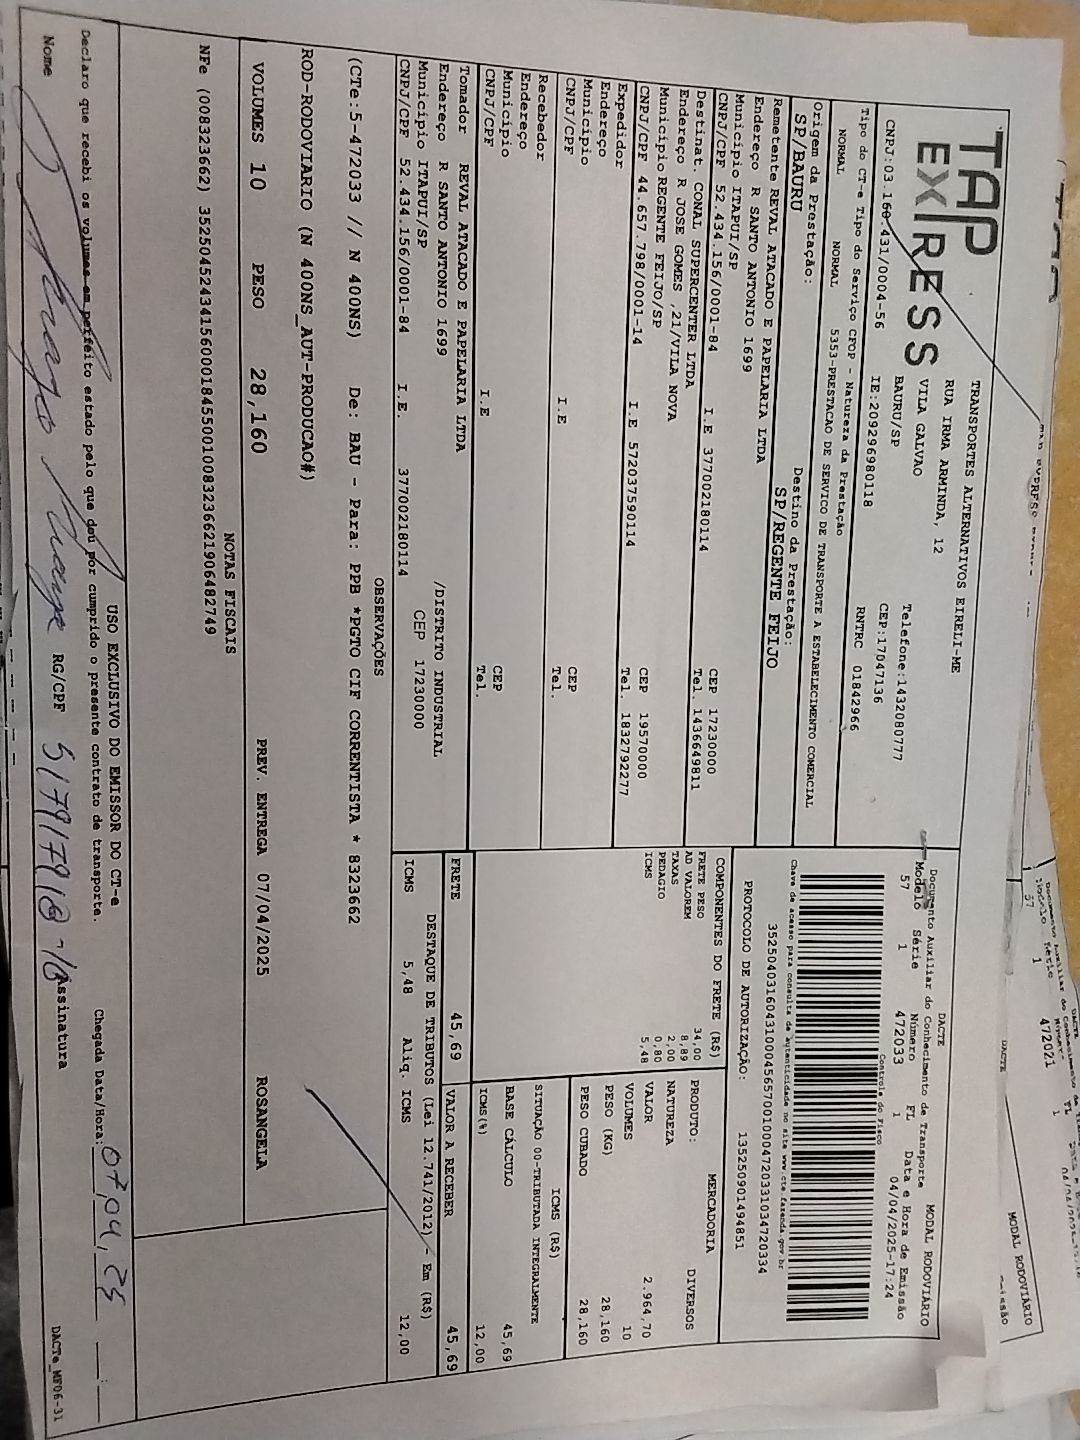 TAP
EXPRESS
TRANSPORTES ALTERNATIVOS EIRELI-ME
RUA IRMA ARMINDA, 12
VILA GALVAO
BAURU/SP
Telefone:1432080777
CEP:17047136
CNPJ:03.160.431/0004-56 IE:209296980118 RNTRC 01842966
Tipo do CT-e Tipo do Serviço CFOP - Natureza da Prestação
NORMAL NORMAL 5353-PRESTACAO DE SERVICO DE TRANSPORTE A ESTABELECIMENTO COMERCIAL
Origem da Prestação: Destino da Prestação:
SP/BAURU SP/REGENTE FEIJO
Remetente REVAL ATACADO E PAPELARIA LTDA
Endereço R SANTO ANTONIO 1699
Município ITAPUI/SP CEP 17230000
CNPJ/CPF 52.434.156/0001-84 I.E 377002180114 Tel. 1436649811
Destinat. CONAL SUPERCENTER LTDA
Endereço R JOSE GOMES ,21/VILA NOVA
Município REGENTE FEIJO/SP CEP 19570000
CNPJ/CPF 44.657.798/0001-14 I.E 572037590114 Tel. 1832792277
Expedidor
Endereço
Município CEP
CNPJ/CPF I.E Tel.
Recebedor
Endereço
Município CEP
CNPJ/CPF I.E Tel.
Tomador REVAL ATACADO E PAPELARIA LTDA
Endereço R SANTO ANTONIO 1699 /DISTRITO INDUSTRIAL
Município ITAPUI/SP CEP 17230000
CNPJ/CPF 52.434.156/0001-84 I.E. 377002180114
DACTE MODAL RODOVIÁRIO
Documento Auxiliar do Conhecimento de Transporte
Modelo Série Número FL Data e Hora de Emissão
57 1 472033 1 04/04/2025-17:24
Controle do Fisco
35250403160431000456570010004720331034720334
Chave de acesso para consulta de autenticidade no site www.cte.fazenda.gov.br
PROTOCOLO DE AUTORIZAÇÃO: 135250901494851
COMPONENTES DO FRETE (R$)
FRETE PESO 34,00
AD VALOREM 8,89
TAXAS 2,00
PEDAGIO 0,80
ICMS 5,48
MERCADORIA
PRODUTO: DIVERSOS
NATUREZA
VALOR 2.964,70
VOLUMES 10
PESO (KG) 28,160
PESO CUBADO 28,160
ICMS (R$)
SITUAÇÃO 00-TRIBUTADA INTEGRALMENTE
BASE CÁLCULO 45,69
ICMS(%) 12,00
FRETE 45,69 VALOR A RECEBER 45,69
DESTAQUE DE TRIBUTOS (Lei 12.741/2012) - Em (R$)
ICMS 5,48 Aliq. ICMS 12,00
OBSERVAÇÕES
(CTe:5-472033 // N 400NS) De: BAU - Para: PPB *PGTO CIF CORRENTISTA * 8323662
ROD-RODOVIARIO (N 400NS_AUT-PRODUCAO#)
VOLUMES 10 PESO 28,160 PREV. ENTREGA 07/04/2025 ROSANGELA
NOTAS FISCAIS
NFe (008323662) 35250452434156000184550010083236621906482749
USO EXCLUSIVO DO EMISSOR DO CT-e
Declaro que recebi os volumes em perfeito estado pelo que dou por cumprido o presente contrato de transporte. Chegada Data/Hora: 07,04,25
Nome RG/CPF Assinatura
DACTe_MF06-31
472021
MODAL RODOVIÁRIO